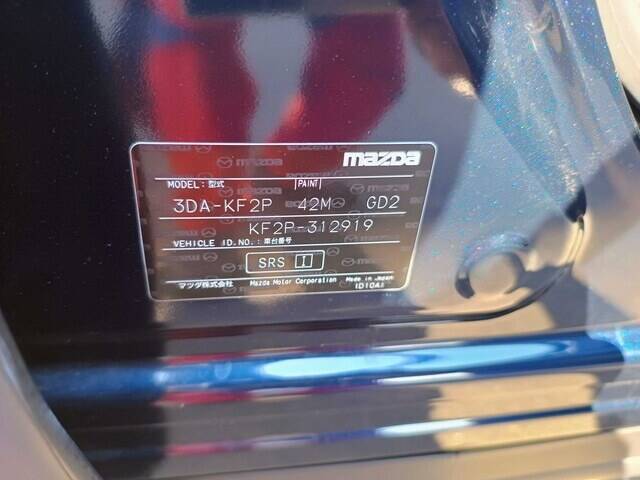 mazda
MODEL: 型式 PAINT
3DA-KF2P 42M GD2
KF2P-312919
VEHICLE ID.NO.: 車台番号
SRS I
マツダ株式会社 Mazda Motor Corporation Made in Japan
ID10A1